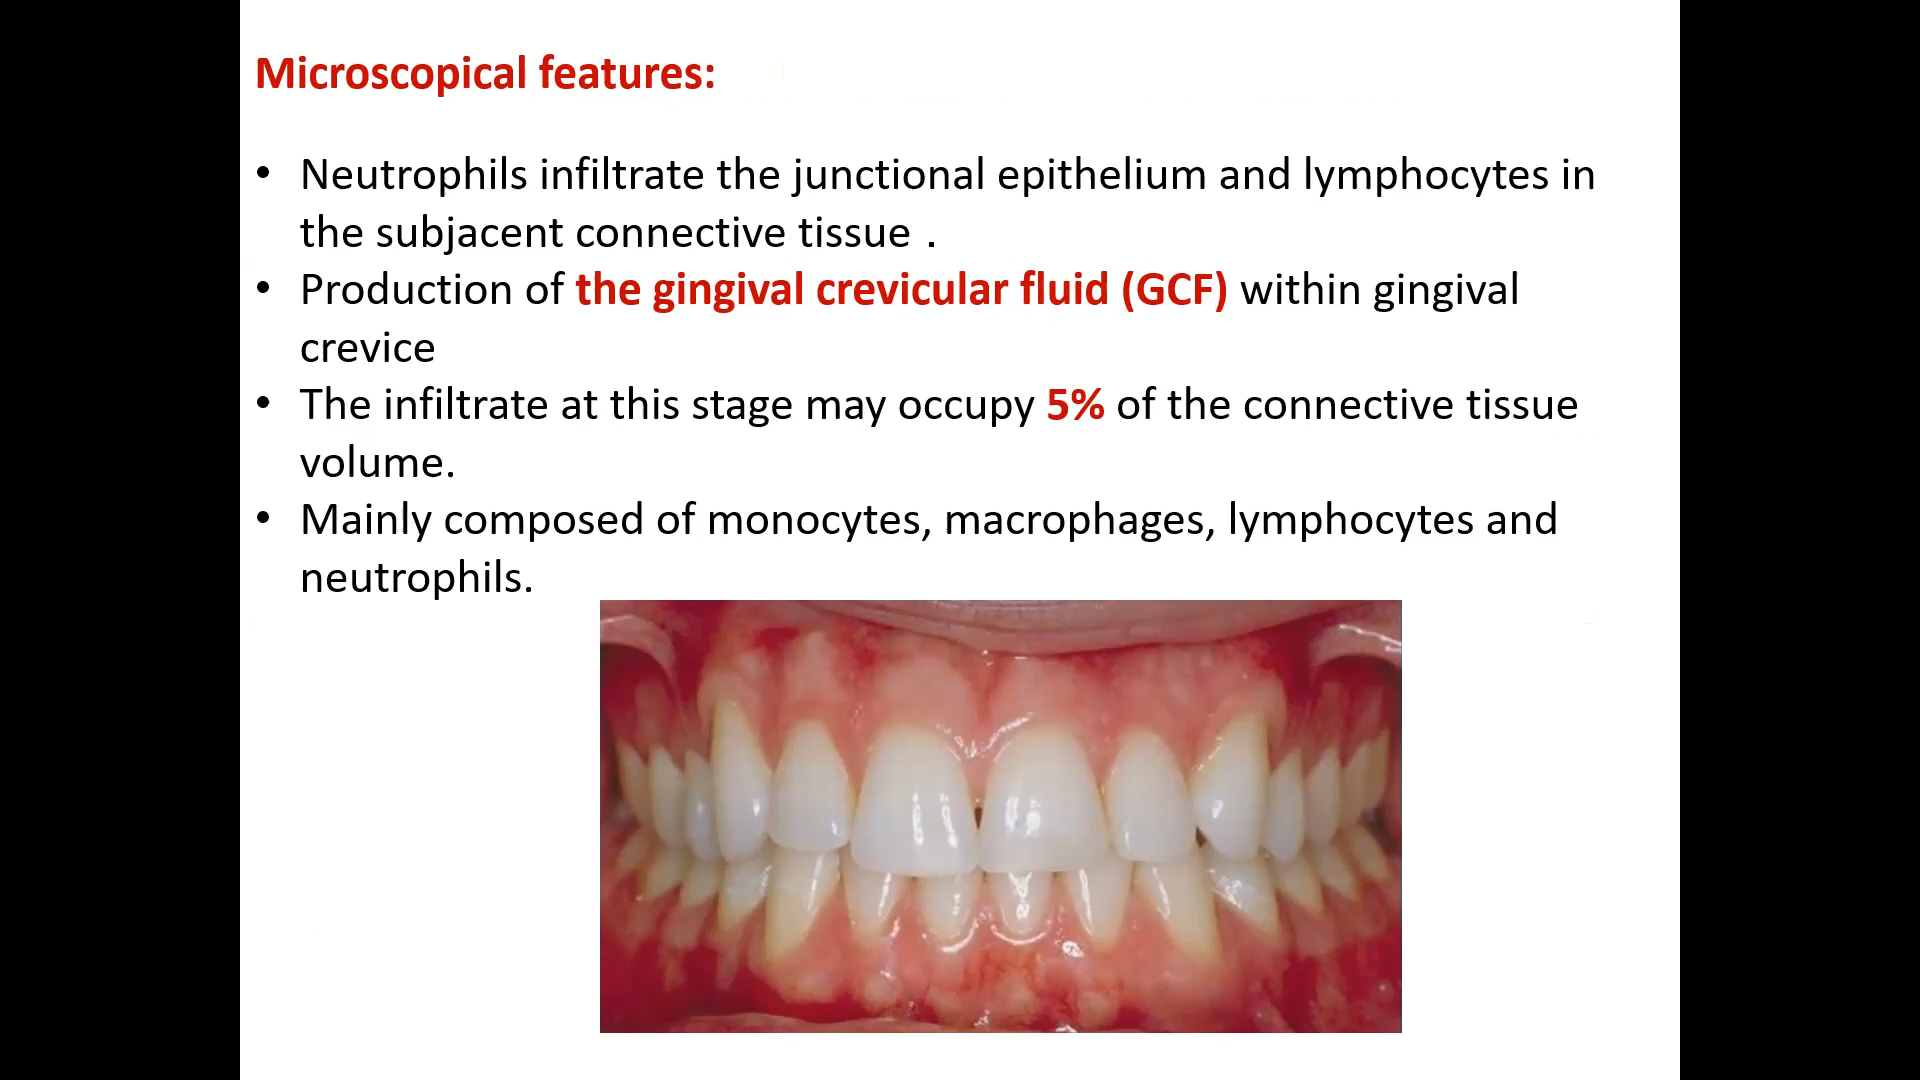 Microscopical features:
• Neutrophils infiltrate the junctional epithelium and lymphocytes in
the subjacent connective tissue .
• Production of the gingival crevicular fluid (GCF) within gingival
crevice
• The infiltrate at this stage may occupy 5% of the connective tissue
volume.
• Mainly composed of monocytes, macrophages, lymphocytes and
neutrophils.